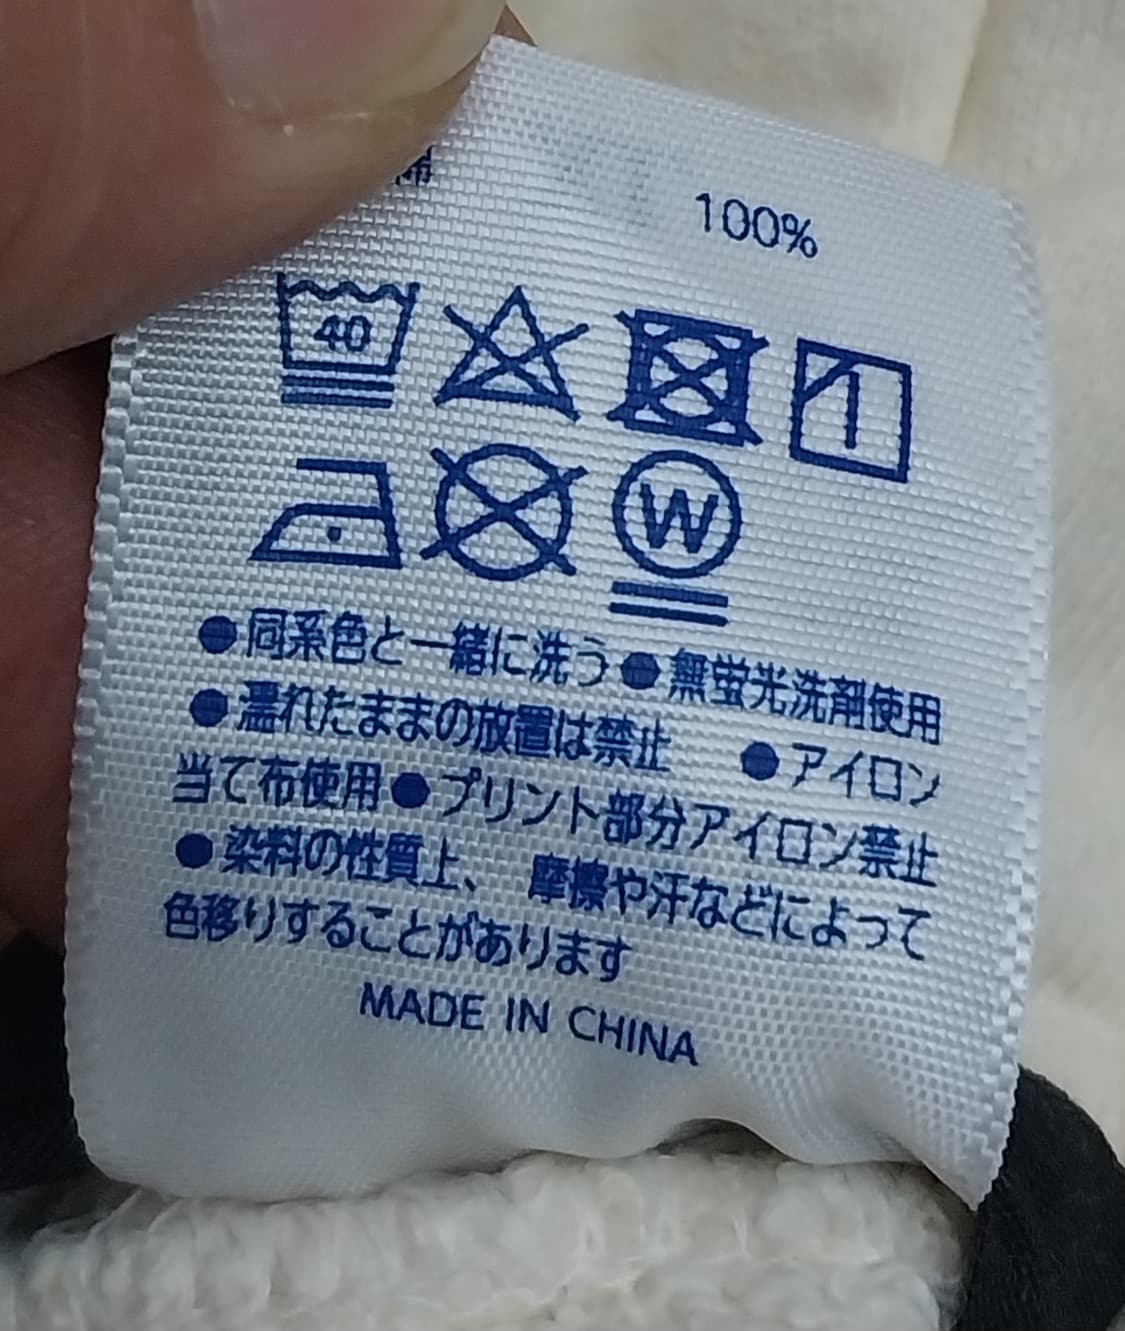 綿 100%
40
W
●同系色と一緒に洗う●無蛍光洗剤使用
●濡れたままの放置は禁止 ●アイロン
当て布使用●プリント部分アイロン禁止
●染料の性質上、摩擦や汗などによって
色移りすることがあります
MADE IN CHINA